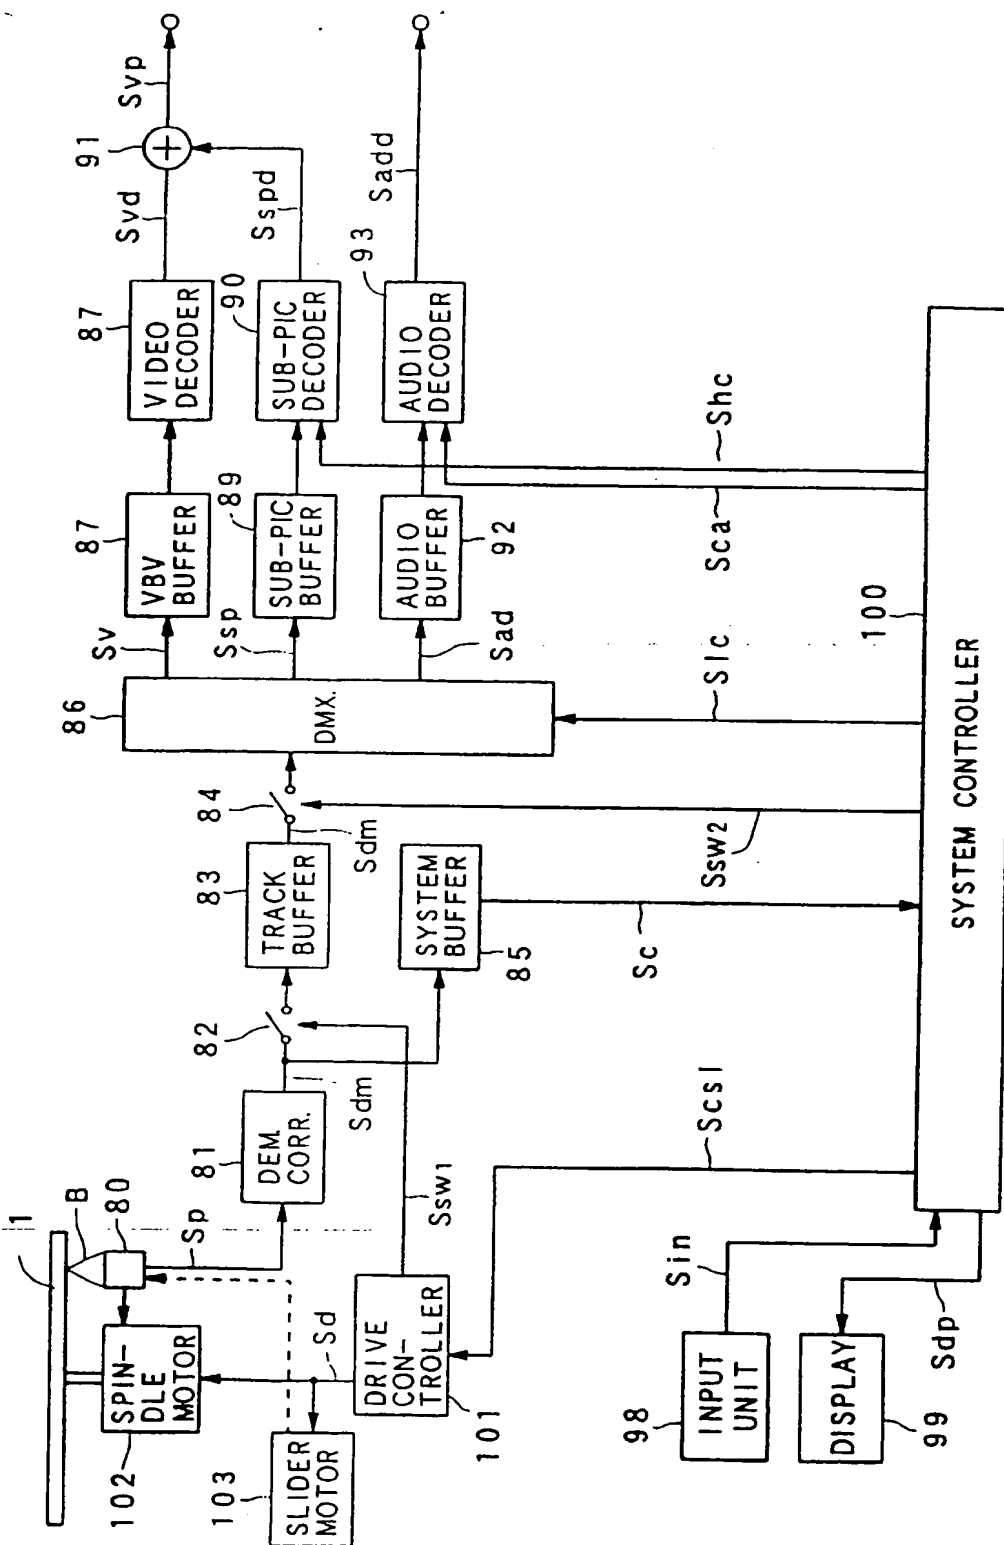 1
B
80
SPIN-
DLE
MOTOR
102
SLIDER
MOTOR
103
Sp
Sd
DRIVE
CON-
TROLLER
101
81
DEM.
CORR.
Sdm
82
Ssw1
83
TRACK
BUFFER
Sdm
84
SYSTEM
BUFFER
85
86
DMX.
Sv
Ssp
Sad
87
VBV
BUFFER
89
SUB-PIC
BUFFER
AUDIO
BUFFER
92
87
VIDEO
DECODER
90
SUB-PIC
DECODER
93
AUDIO
DECODER
Svd
91
Svp
Sspd
Sadd
Scsl
Sc
Ssw2
Slc
Sca
Shc
98
INPUT
UNIT
Sin
DISPLAY
99
Sdp
100
SYSTEM CONTROLLER